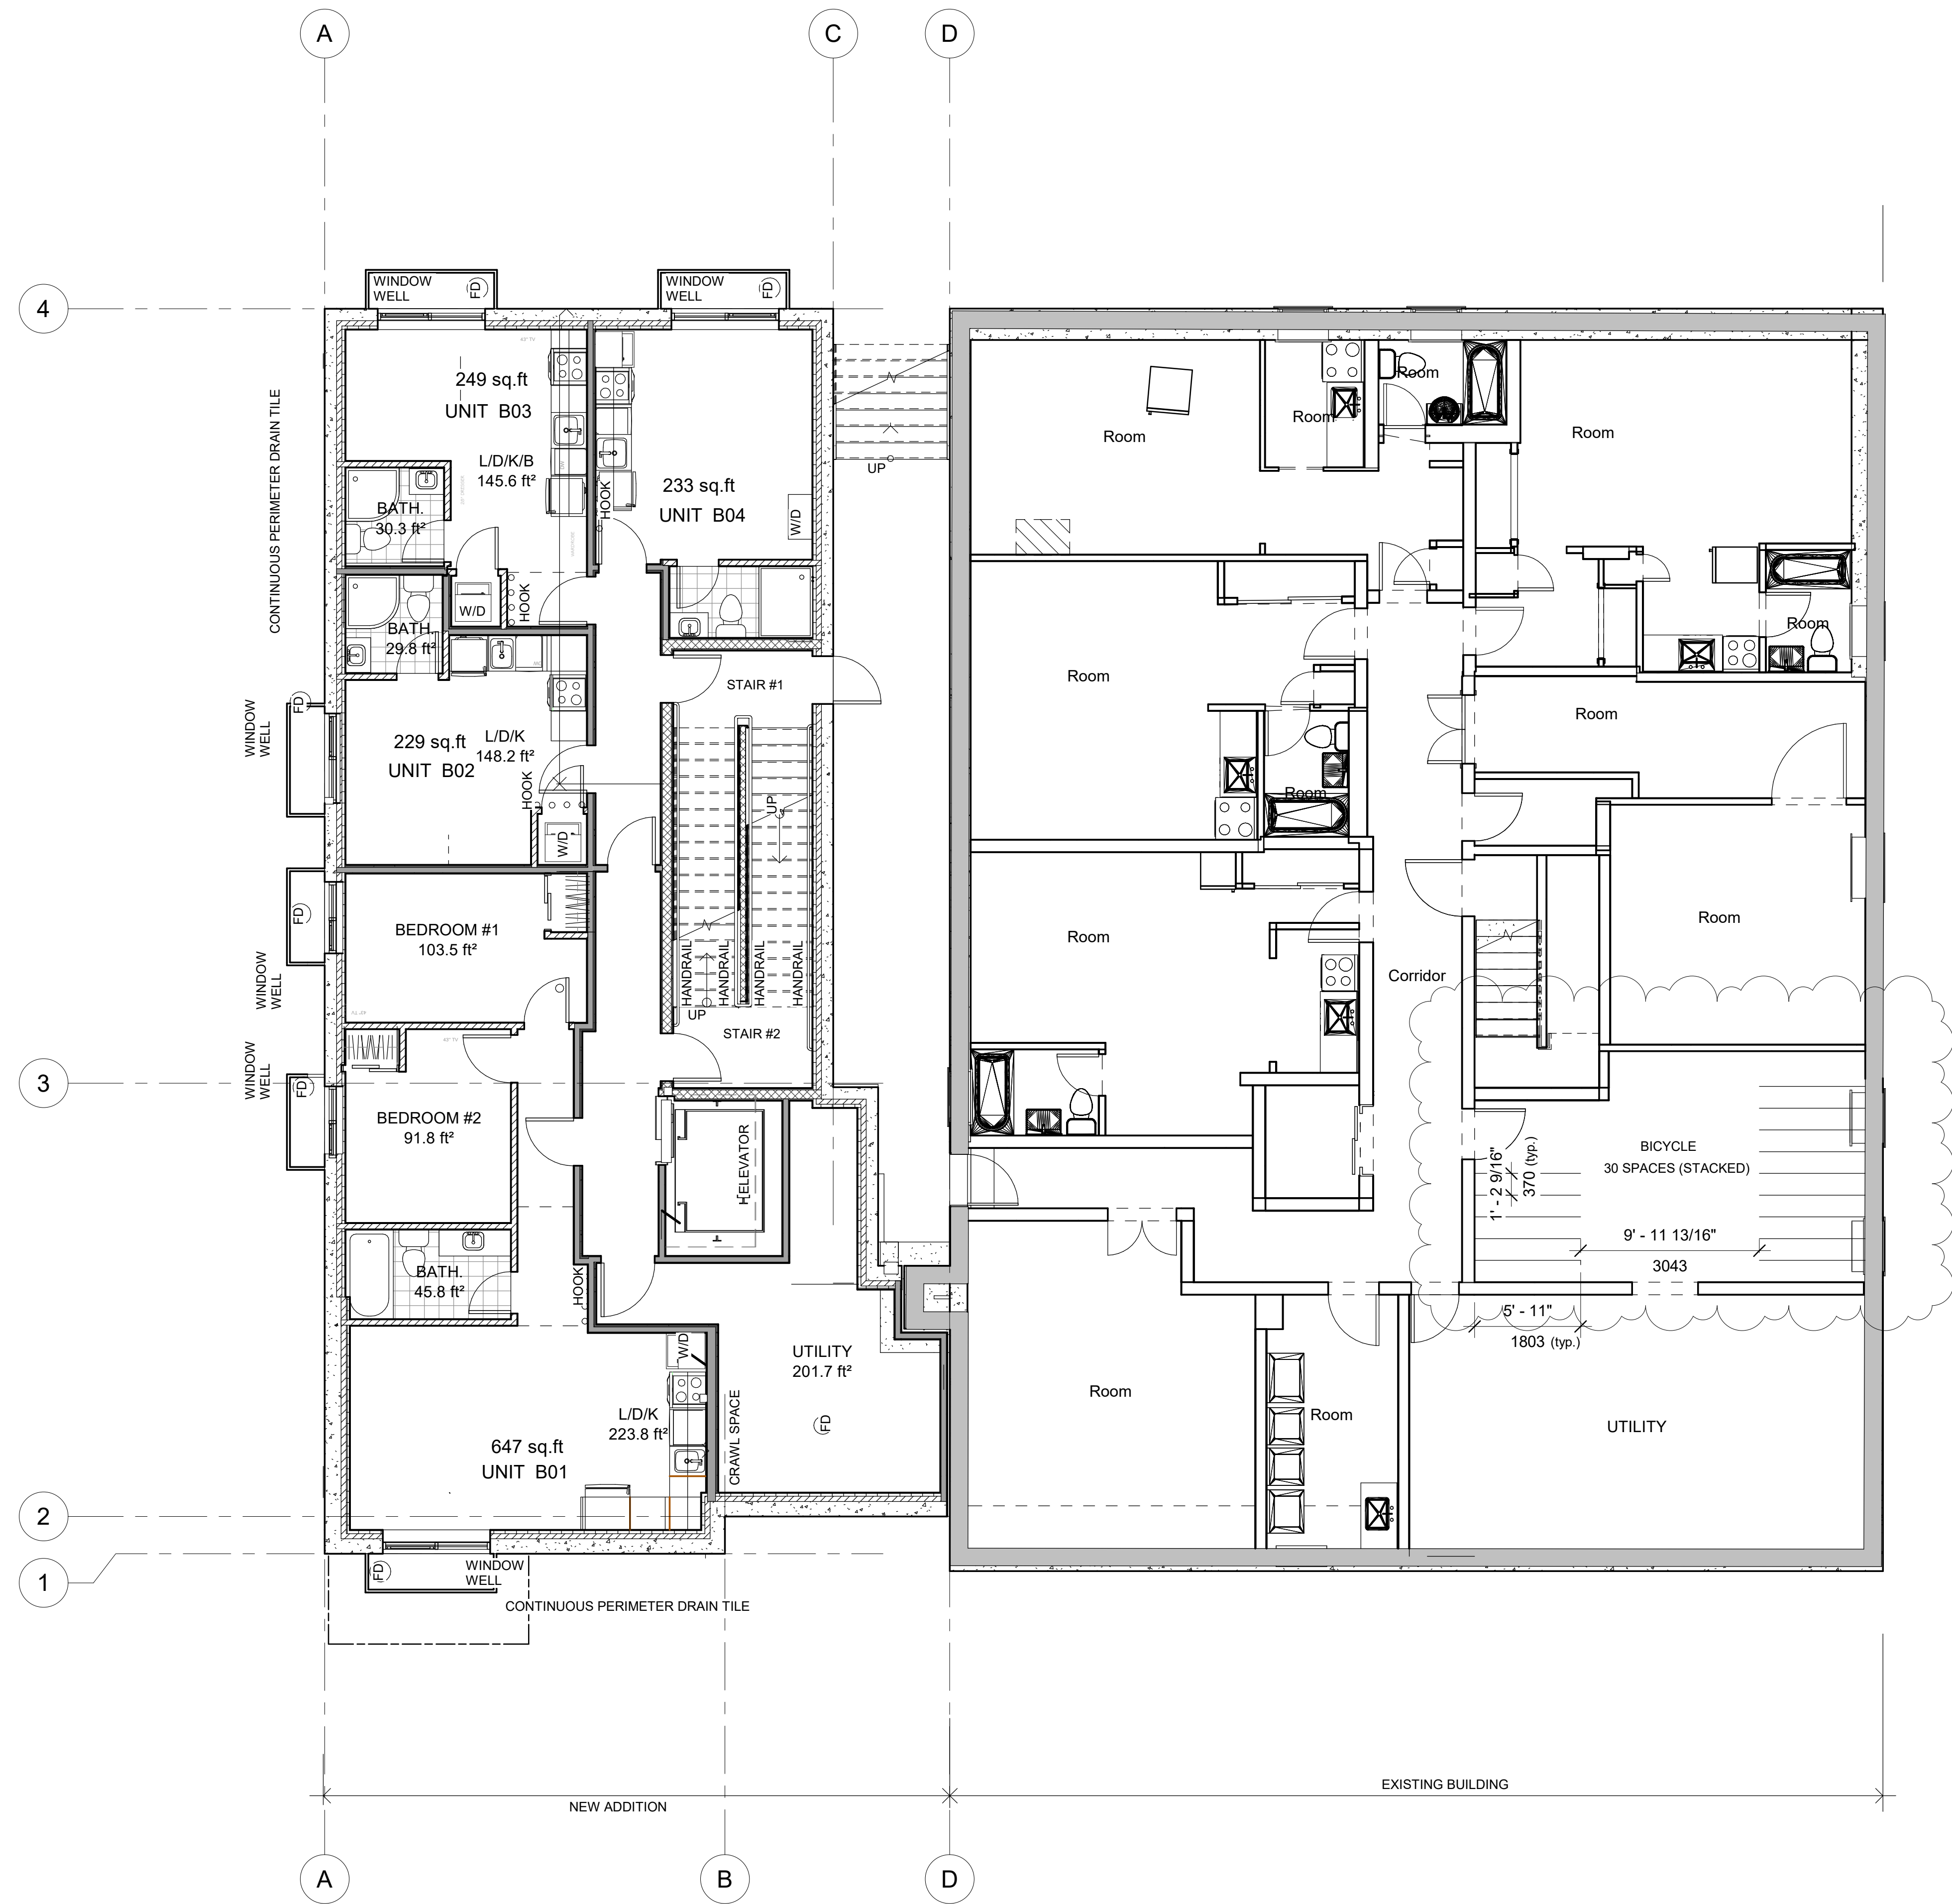 A
C
D
4
WINDOW
WELL
FD
WINDOW
WELL
FD
43" TV
249 sq.ft
UNIT B03
L/D/K/B
145.6 ft²
BATH.
30.3 ft²
W/D
HOOK
CONTINUOUS PERIMETER DRAIN TILE
HOOK
233 sq.ft
UNIT B04
W/D
UP
BATH.
29.8 ft²
229 sq.ft
UNIT B02
L/D/K
148.2 ft²
HOOK
W/D
FD
WINDOW
WELL
STAIR #1
UP
HANDRAIL
HANDRAIL
HANDRAIL
HANDRAIL
UP
STAIR #2
FD
WINDOW
WELL
BEDROOM #1
103.5 ft²
42" TV
43" TV
3
WINDOW
WELL
FD
BEDROOM #2
91.8 ft²
ELEVATOR
BATH.
45.8 ft²
HOOK
W/D
UTILITY
201.7 ft²
FD
CRAWL SPACE
L/D/K
223.8 ft²
647 sq.ft
UNIT B01
2
1
FD
WINDOW
WELL
CONTINUOUS PERIMETER DRAIN TILE
Room
Room
Room
Room
Room
Room
Room
Room
Room
Room
Corridor
BICYCLE
30 SPACES (STACKED)
1' - 2 9/16"
370 (typ.)
9' - 11 13/16"
3043
5' - 11"
1803 (typ.)
Room
Room
UTILITY
NEW ADDITION
EXISTING BUILDING
A
B
D